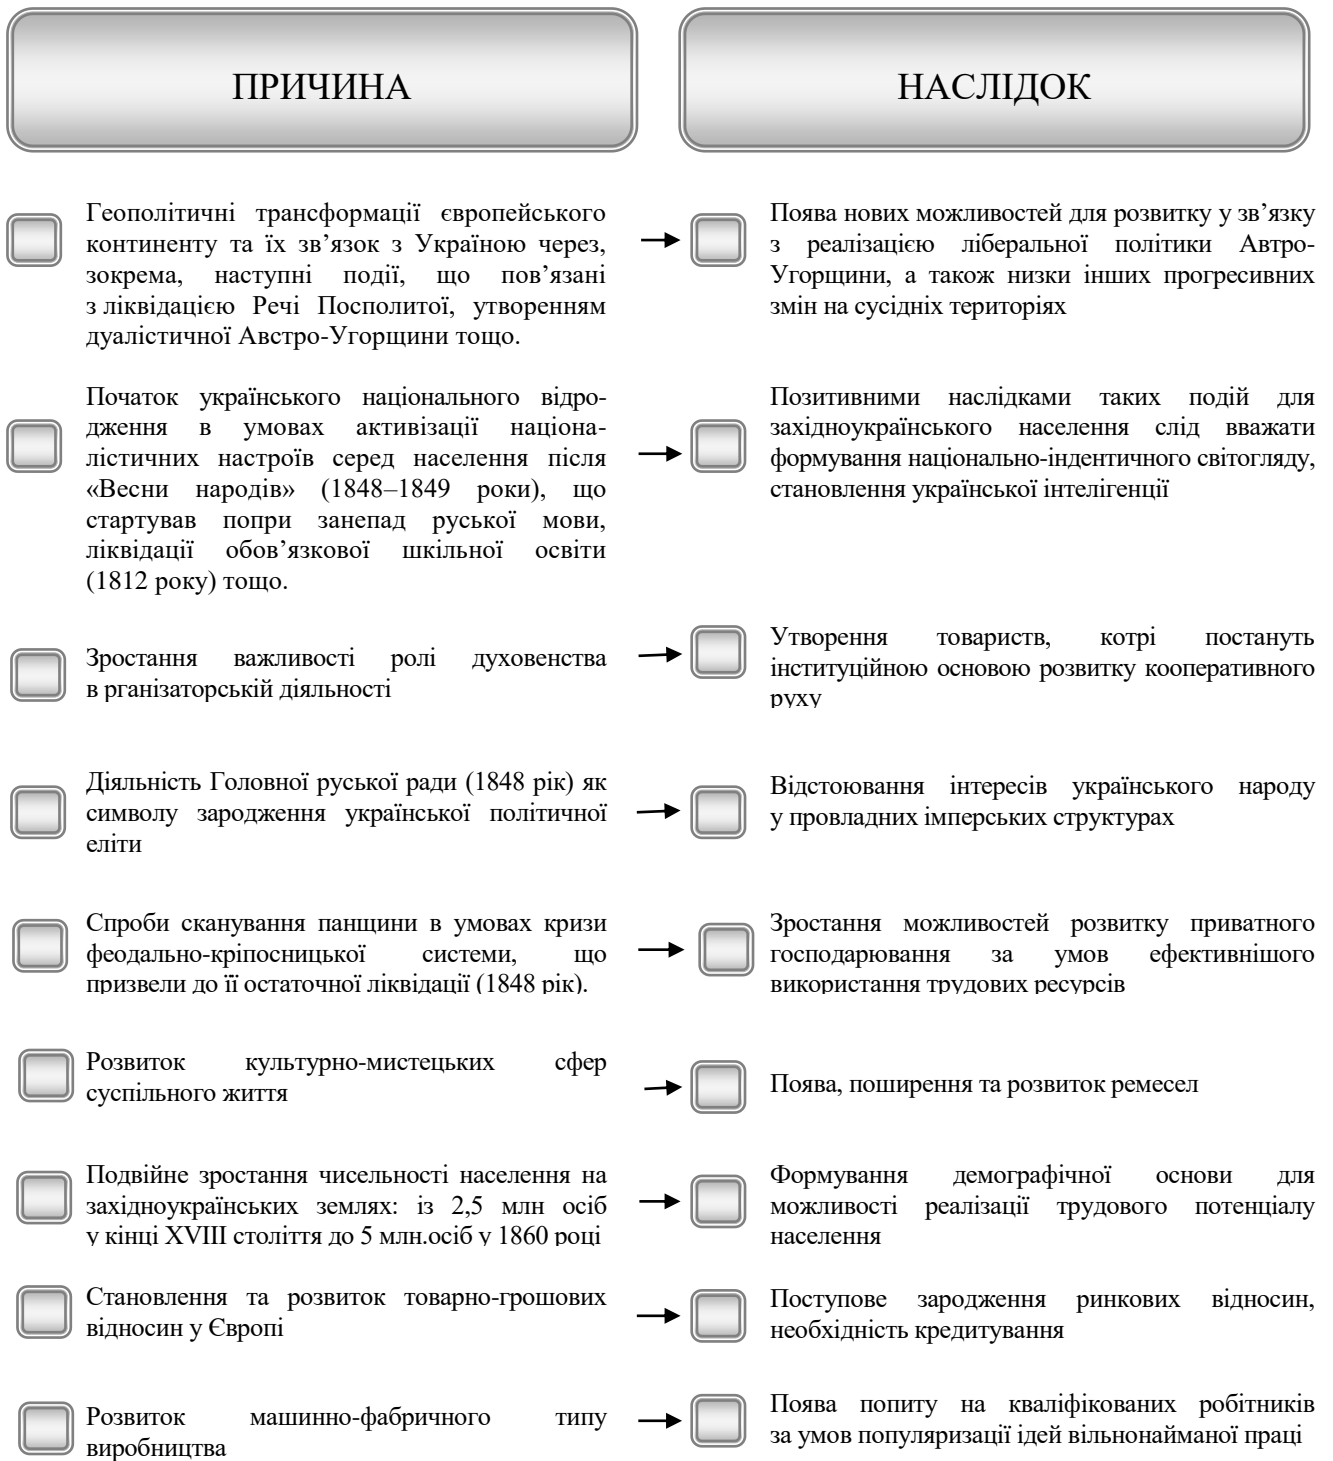 ПРИЧИНА
НАСЛІДОК
Геополітичні трансформації європейського
континенту та їх зв’язок з Україною через,
зокрема, наступні події, що пов’язані
з ліквідацією Речі Посполитої, утворенням
дуалістичної Австро-Угорщини тощо.
Поява нових можливостей для розвитку у зв’язку
з реалізацією ліберальної політики Автро-
Угорщини, а також низки інших прогресивних
змін на сусідніх територіях
Початок українського національного відро-
дження в умовах активізації націона-
лістичних настроїв серед населення після
«Весни народів» (1848–1849 роки), що
стартував попри занепад руської мови,
ліквідації обов’язкової шкільної освіти
(1812 року) тощо.
Позитивними наслідками таких подій для
західноукраїнського населення слід вважати
формування національно-індентичного світогляду,
становлення української інтелігенції
Зростання важливості ролі духовенства
в рганізаторській діяльності
Утворення товариств, котрі постануть
інституційною основою розвитку кооперативного
руху
Діяльність Головної руської ради (1848 рік) як
символу зародження української політичної
еліти
Відстоювання інтересів українського народу
у провладних імперських структурах
Спроби сканування панщини в умовах кризи
феодально-кріпосницької системи, що
призвели до її остаточної ліквідації (1848 рік).
Зростання можливостей розвитку приватного
господарювання за умов ефективнішого
використання трудових ресурсів
Розвиток культурно-мистецьких сфер
суспільного життя
Поява, поширення та розвиток ремесел
Подвійне зростання чисельності населення на
західноукраїнських землях: із 2,5 млн осіб
у кінці XVIII століття до 5 млн.осіб у 1860 році
Формування демографічної основи для
можливості реалізації трудового потенціалу
населення
Становлення та розвиток товарно-грошових
відносин у Європі
Поступове зародження ринкових відносин,
необхідність кредитування
Розвиток машинно-фабричного типу
виробництва
Поява попиту на кваліфікованих робітників
за умов популяризації ідей вільнонайманої праці